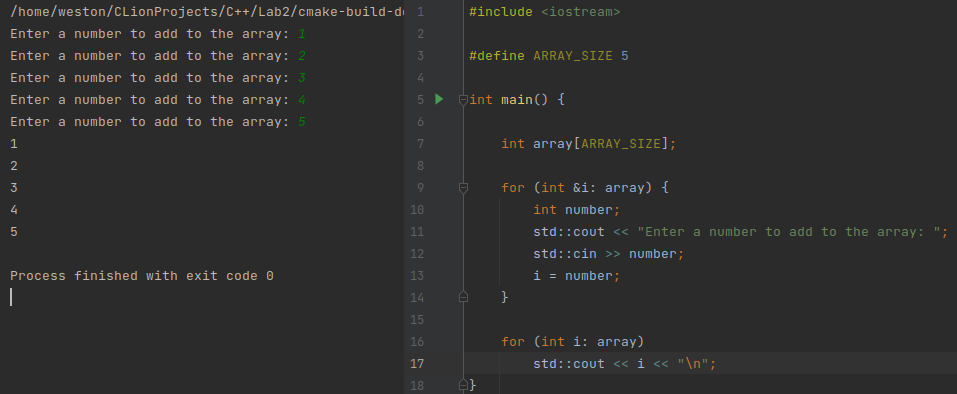 /home/weston/CLionProjects/C++/Lab2/cmake-build-de
Enter a number to add to the array: 1
Enter a number to add to the array: 2
Enter a number to add to the array: 3
Enter a number to add to the array: 4
Enter a number to add to the array: 5
1
2
3
4
5
Process finished with exit code 0
1 #include <iostream>
2
3 #define ARRAY_SIZE 5
4
5 int main() {
6
7 int array[ARRAY_SIZE];
8
9 for (int &i: array) {
10 int number;
11 std::cout << "Enter a number to add to the array: ";
12 std::cin >> number;
13 i = number;
14 }
15
16 for (int i: array)
17 std::cout << i << "\n";
18 }